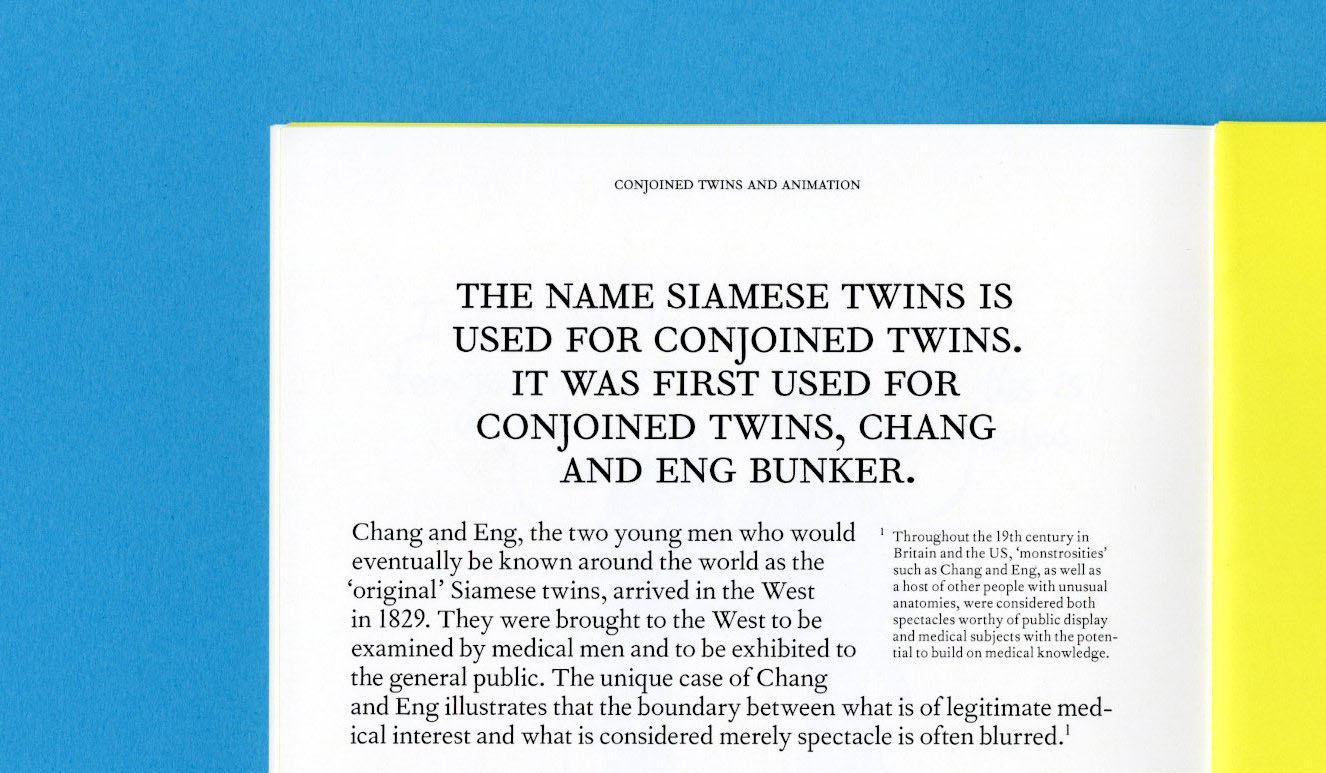 CONJOINED TWINS AND ANIMATION
THE NAME SIAMESE TWINS IS
USED FOR CONJOINED TWINS.
IT WAS FIRST USED FOR
CONJOINED TWINS, CHANG
AND ENG BUNKER.
Chang and Eng, the two young men who would
eventually be known around the world as the
‘original’ Siamese twins, arrived in the West
in 1829. They were brought to the West to be
examined by medical men and to be exhibited to
the general public. The unique case of Chang
and Eng illustrates that the boundary between what is of legitimate med-
ical interest and what is considered merely spectacle is often blurred.¹
¹ Throughout the 19th century in
Britain and the US, ‘monstrosities’
such as Chang and Eng, as well as
a host of other people with unusual
anatomies, were considered both
spectacles worthy of public display
and medical subjects with the poten-
tial to build on medical knowledge.